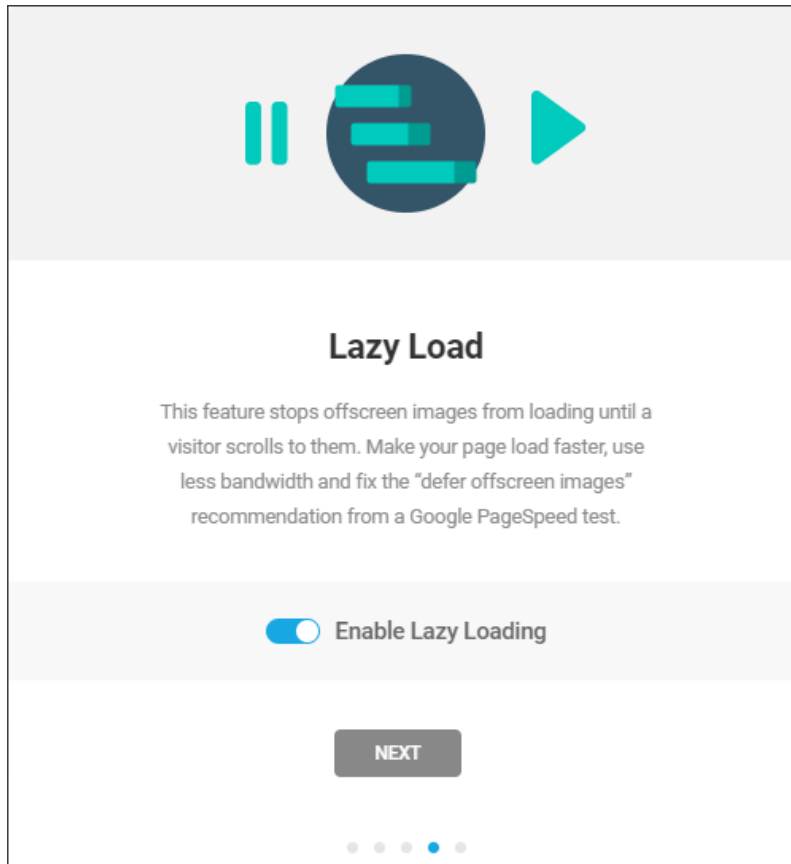 Lazy Load
This feature stops offscreen images from loading until a
visitor scrolls to them. Make your page load faster, use
less bandwidth and fix the “defer offscreen images”
recommendation from a Google PageSpeed test.
Enable Lazy Loading
NEXT